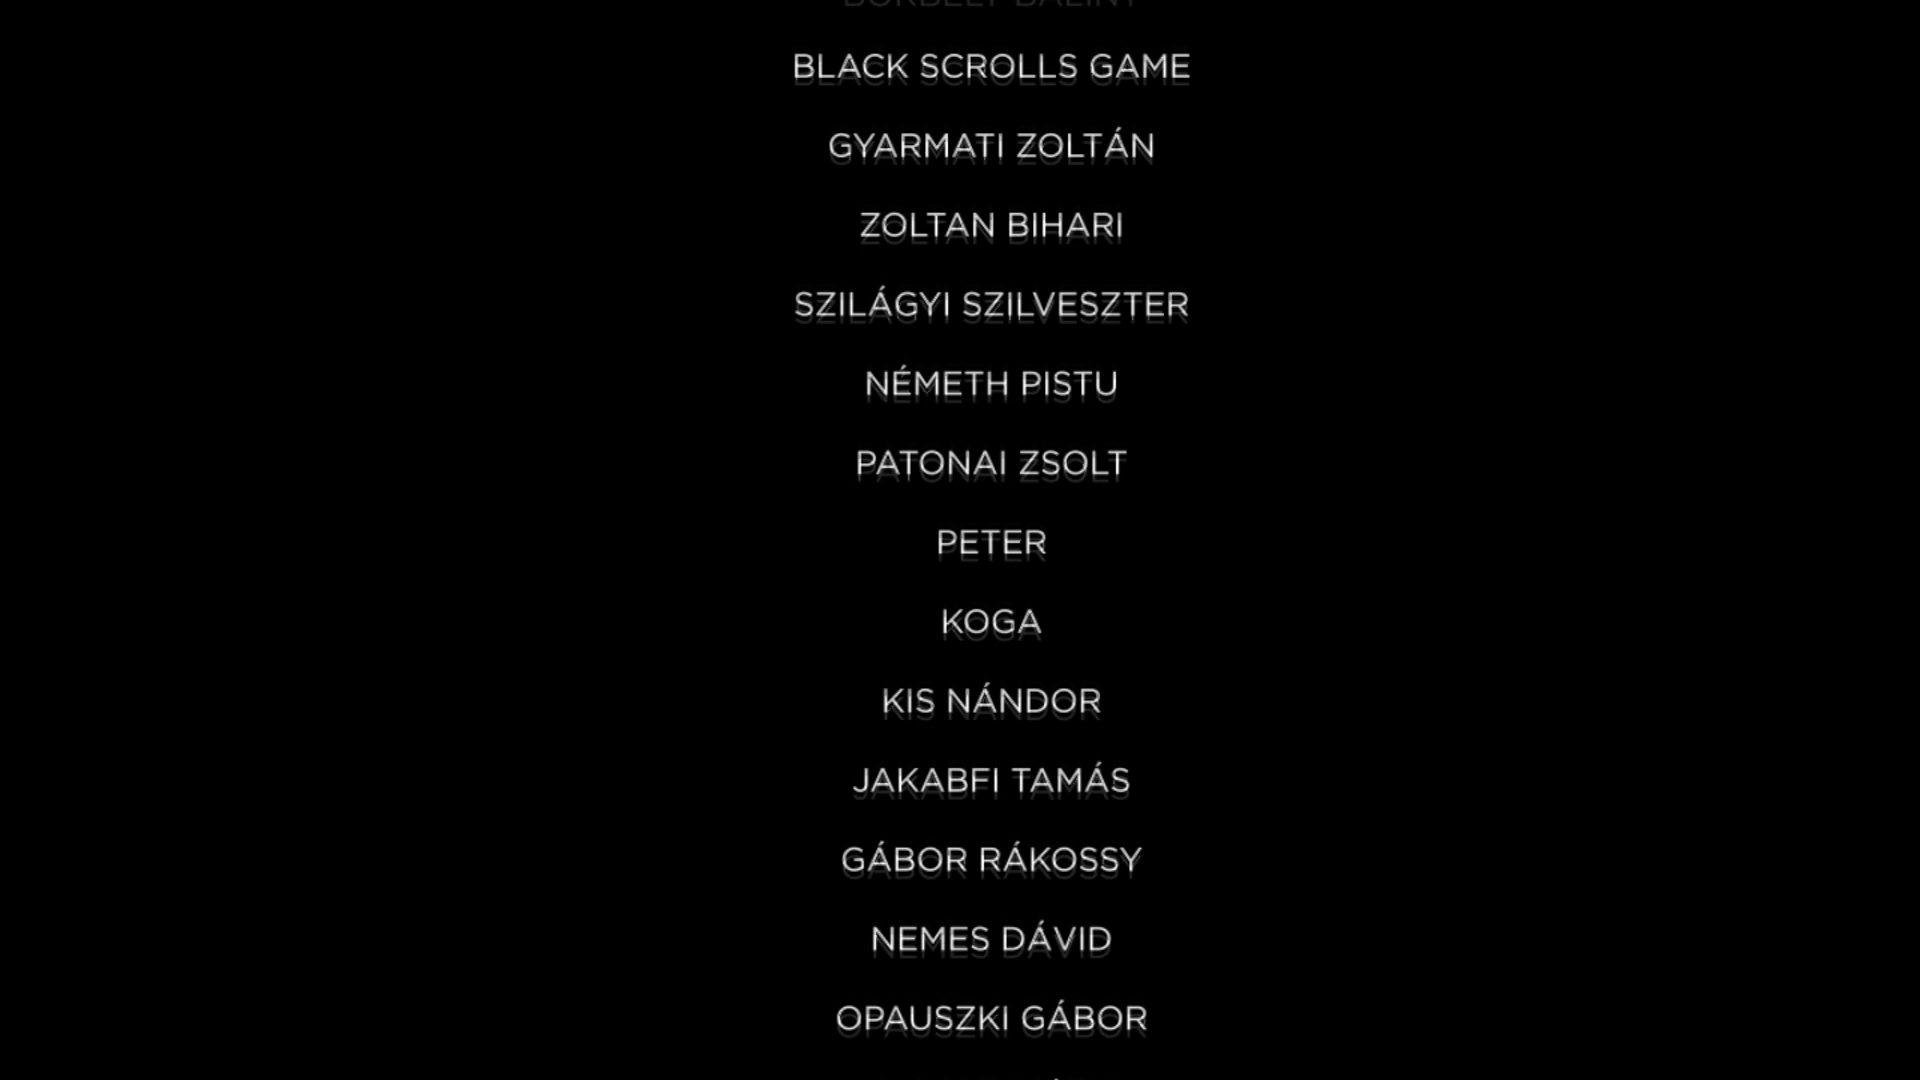 BLACK SCROLLS GAME
GYARMATI ZOLTÁN
ZOLTAN BIHARI
SZILÁGYI SZILVESZTER
NÉMETH PISTU
PATONAI ZSOLT
PETER
KOGA
KIS NÁNDOR
JAKABFI TAMÁS
GÁBOR RÁKOSSY
NEMES DÁVID
OPAUSZKI GÁBOR